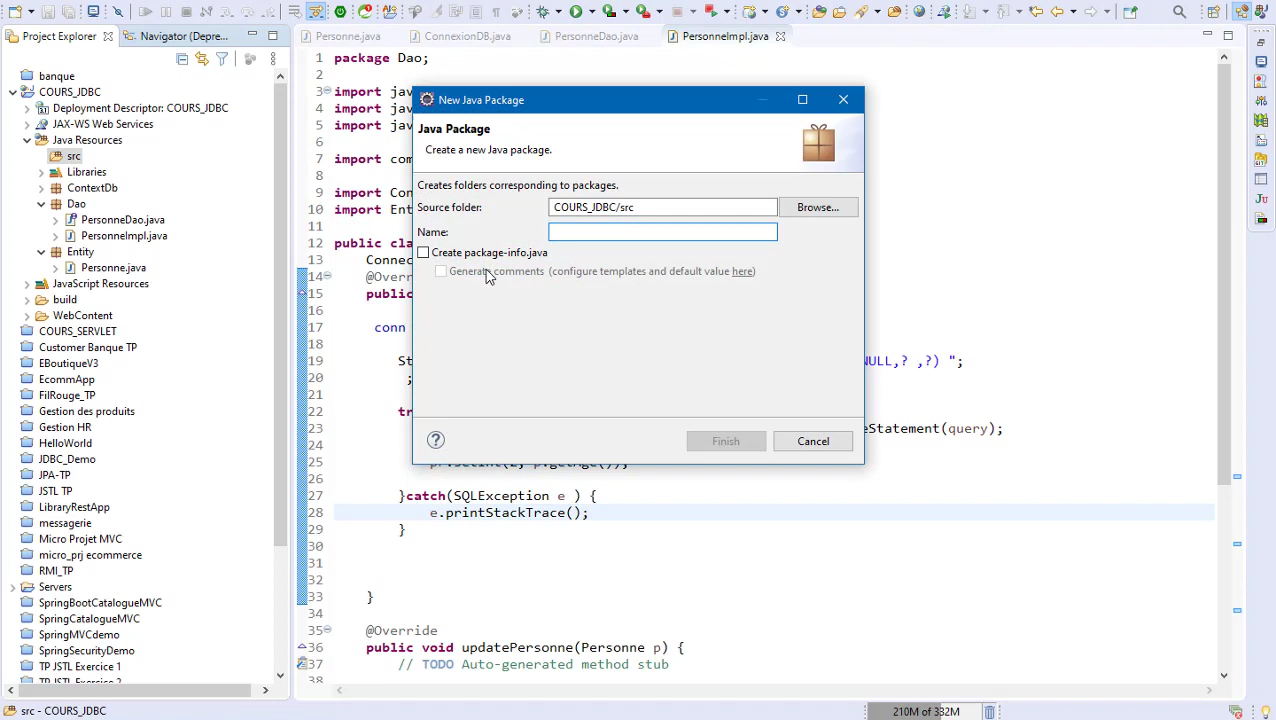 Project Explorer
Navigator (Depre...
Personne.java
ConnexionDB.java
PersonneDao.java
PersonneImpl.java
banque
COURS_JDBC
Deployment Descriptor: COURS_JDBC
JAX-WS Web Services
Java Resources
src
Libraries
ContextDb
Dao
PersonneDao.java
PersonneImpl.java
Entity
Personne.java
JavaScript Resources
build
WebContent
COURS_SERVLET
Customer Banque TP
EBoutiqueV3
EcommApp
FilRouge_TP
Gestion des produits
Gestion HR
HelloWorld
JDBC_Demo
JPA-TP
JSTL TP
LibraryRestApp
messagerie
Micro Projet MVC
micro_prj ecommerce
RMI_TP
Servers
SpringBootCatalogueMVC
SpringCatalogueMVC
SpringMVCdemo
SpringSecurityDemo
TP JSTL Exercice 1
TP JSTL Exercice 2
1 package Dao;
2
3 import jav
4 import jav
5 import jav
6
7 import com
8
9 import Con
10 import Ent
11
12 public cla
13 Connec
14 @Overr
15 public
16
17 conn
18
19 St NULL,? ,?) ";
20 ;
21
22 tr
23 eStatement(query);
25 pr.setInt(2, p.getAge());
26
27 }catch(SQLException e ) {
28 e.printStackTrace();
29 }
30
31
32
33 }
34
35 @Override
36 public void updatePersonne(Personne p) {
37 // TODO Auto-generated method stub
38
New Java Package
Java Package
Create a new Java package.
Creates folders corresponding to packages.
Source folder: COURS_JDBC/src Browse...
Name:
Create package-info.java
Generate comments (configure templates and default value here)
Finish Cancel
src - COURS_JDBC
210M of 332M